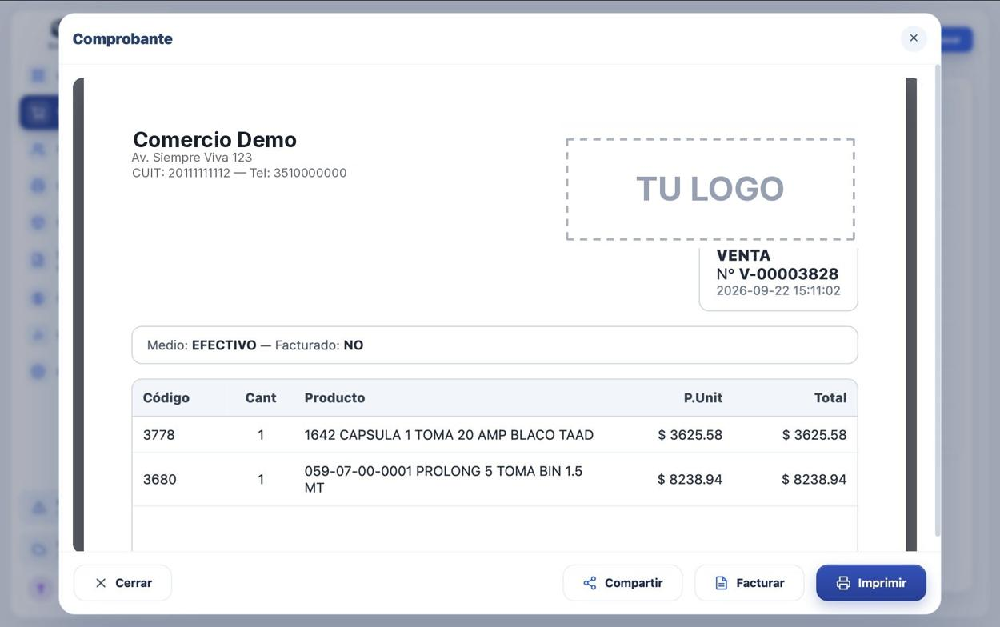 Comprobante
Comercio Demo
Av. Siempre Viva 123
CUIT: 20111111112 — Tel: 3510000000
TU LOGO
VENTA
N° V-00003828
2026-09-22 15:11:02
Medio: EFECTIVO — Facturado: NO
Código Cant Producto P.Unit Total
3778 1 1642 CAPSULA 1 TOMA 20 AMP BLACO TAAD $ 3625.58 $ 3625.58
3680 1 059-07-00-0001 PROLONG 5 TOMA BIN 1.5 $ 8238.94 $ 8238.94
MT
Cerrar Compartir Facturar Imprimir